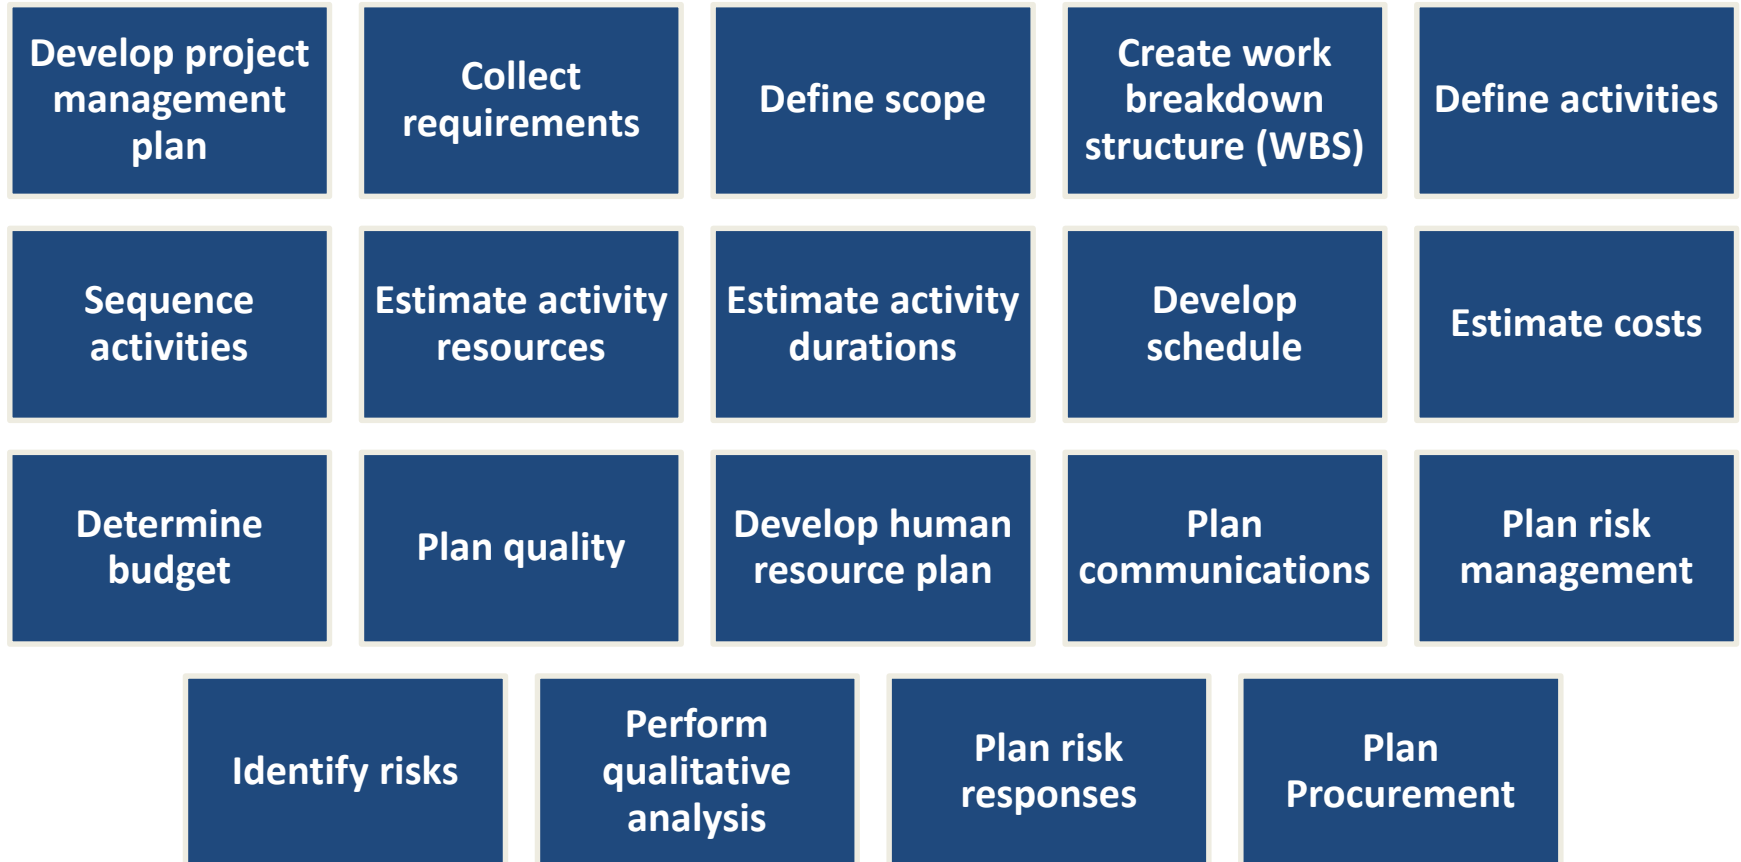 Develop project
management
plan
Collect
requirements
Define scope
Create work
breakdown
structure (WBS)
Define activities
Sequence
activities
Estimate activity
resources
Estimate activity
durations
Develop
schedule
Estimate costs
Determine
budget
Plan quality
Develop human
resource plan
Plan
communications
Plan risk
management
Identify risks
Perform
qualitative
analysis
Plan risk
responses
Plan
Procurement